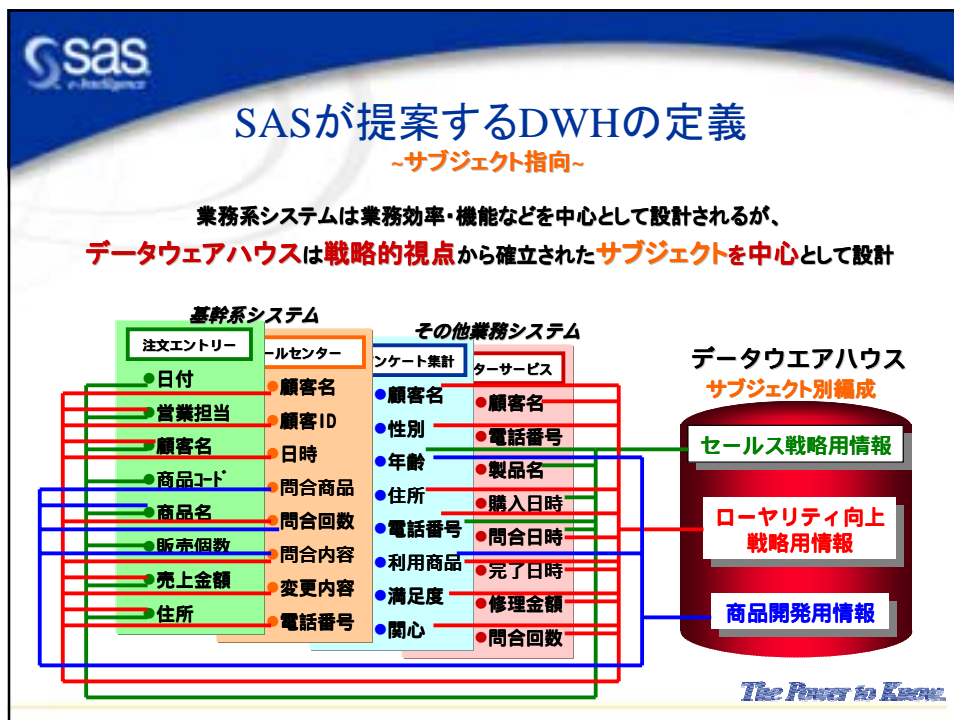 sas
e-Intelligence
SASが提案するDWHの定義
~サブジェクト指向~
業務系システムは業務効率・機能などを中心として設計されるが、
データウェアハウスは戦略的視点から確立されたサブジェクトを中心として設計
基幹系システム
注文エントリー
●日付
●営業担当
●顧客名
●商品コード
●商品名
●販売個数
●売上金額
●住所
ールセンター
●顧客名
●顧客ID
●日時
●問合商品
●問合回数
●問合内容
●変更内容
●電話番号
その他業務システム
ンケート集計
●顧客名
●性別
●年齢
●住所
●電話番号
●利用商品
●満足度
●関心
ターサービス
●顧客名
●電話番号
●製品名
●購入日時
●問合日時
●完了日時
●修理金額
●問合回数
データウエアハウス
サブジェクト別編成
セールス戦略用情報
ローヤリティ向上
戦略用情報
商品開発用情報
The Power to Know.